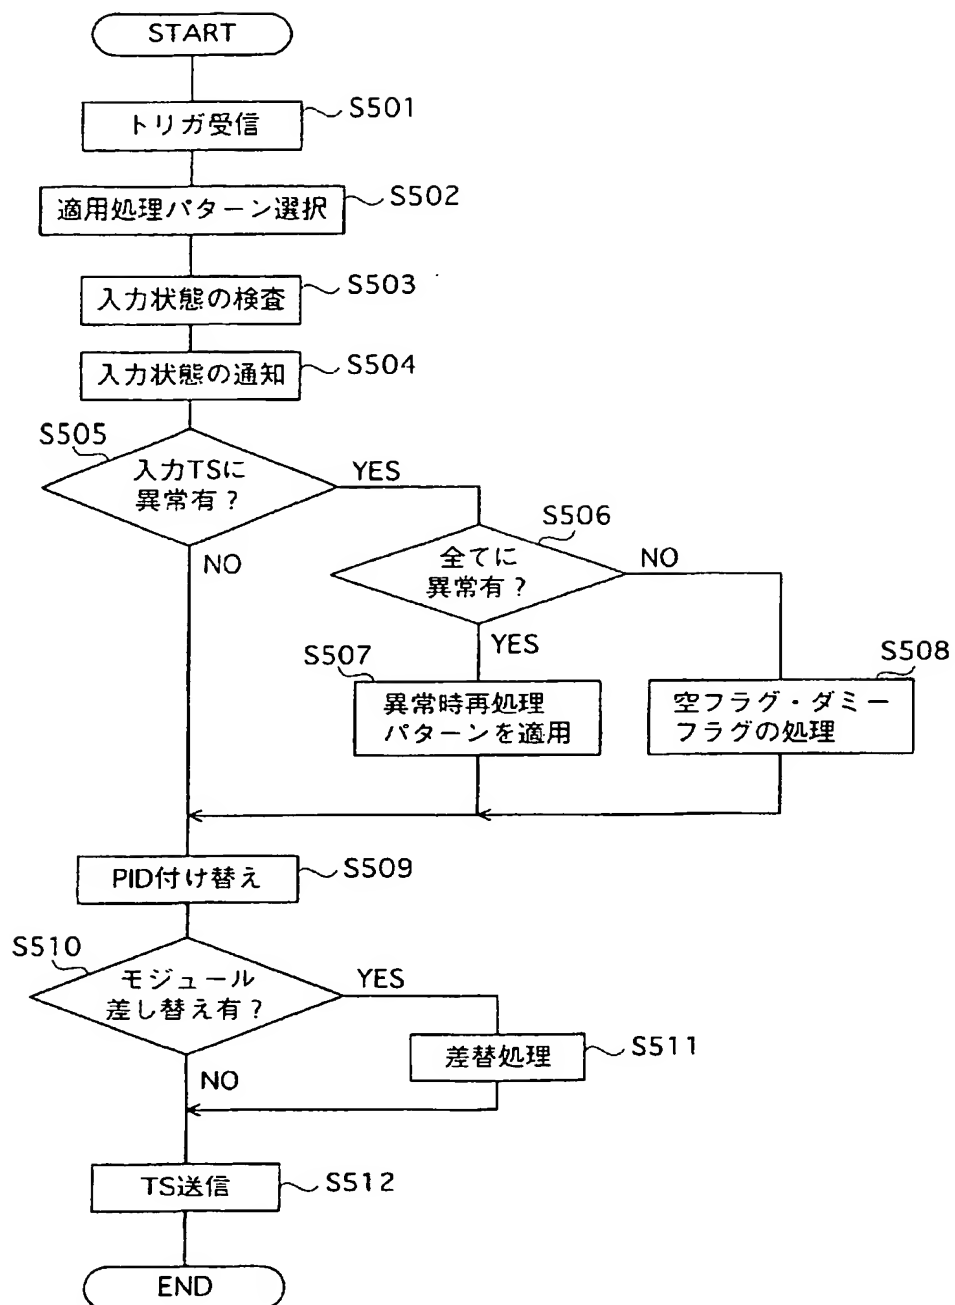 START
トリガ受信
S501
適用処理パターン選択
S502
入力状態の検査
S503
入力状態の通知
S504
S505
入力TSに
異常有?
YES
NO
S506
全てに
異常有?
NO
YES
S507
異常時再処理
パターンを適用
S508
空フラグ・ダミー
フラグの処理
PID付け替え
S509
S510
モジュール
差し替え有?
YES
NO
差替処理
S511
TS送信
S512
END